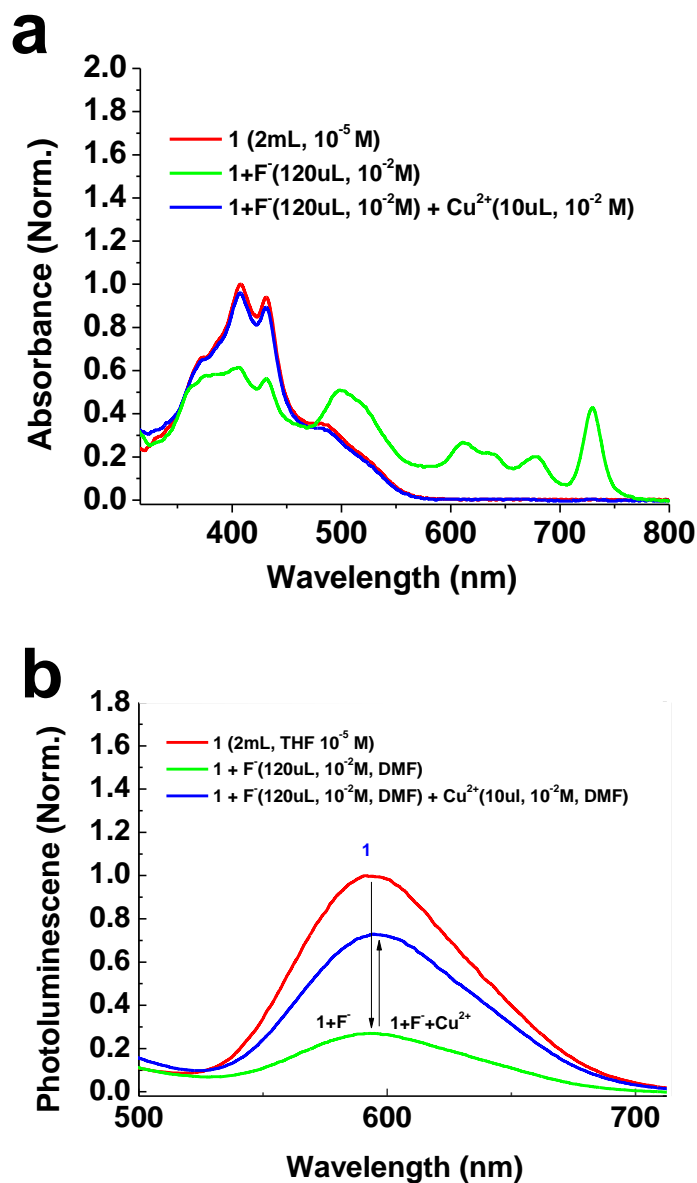 a
2.0
1.8
1.6
1.4
1.2
1.0
0.8
0.6
0.4
0.2
0.0
Absorbance (Norm.)
1 (2mL, 10⁻⁵ M)
1+F⁻(120uL, 10⁻²M)
1+F⁻(120uL, 10⁻²M) + Cu²⁺(10uL, 10⁻² M)
400 500 600 700 800
Wavelength (nm)
b
1.8
1.6
1.4
1.2
1.0
0.8
0.6
0.4
0.2
0.0
Photoluminescene (Norm.)
1 (2mL, THF 10⁻⁵ M)
1 + F⁻(120uL, 10⁻²M, DMF)
1 + F⁻(120uL, 10⁻²M, DMF) + Cu²⁺(10ul, 10⁻²M, DMF)
1
1+F⁻ 1+F⁻+Cu²⁺
500 600 700
Wavelength (nm)